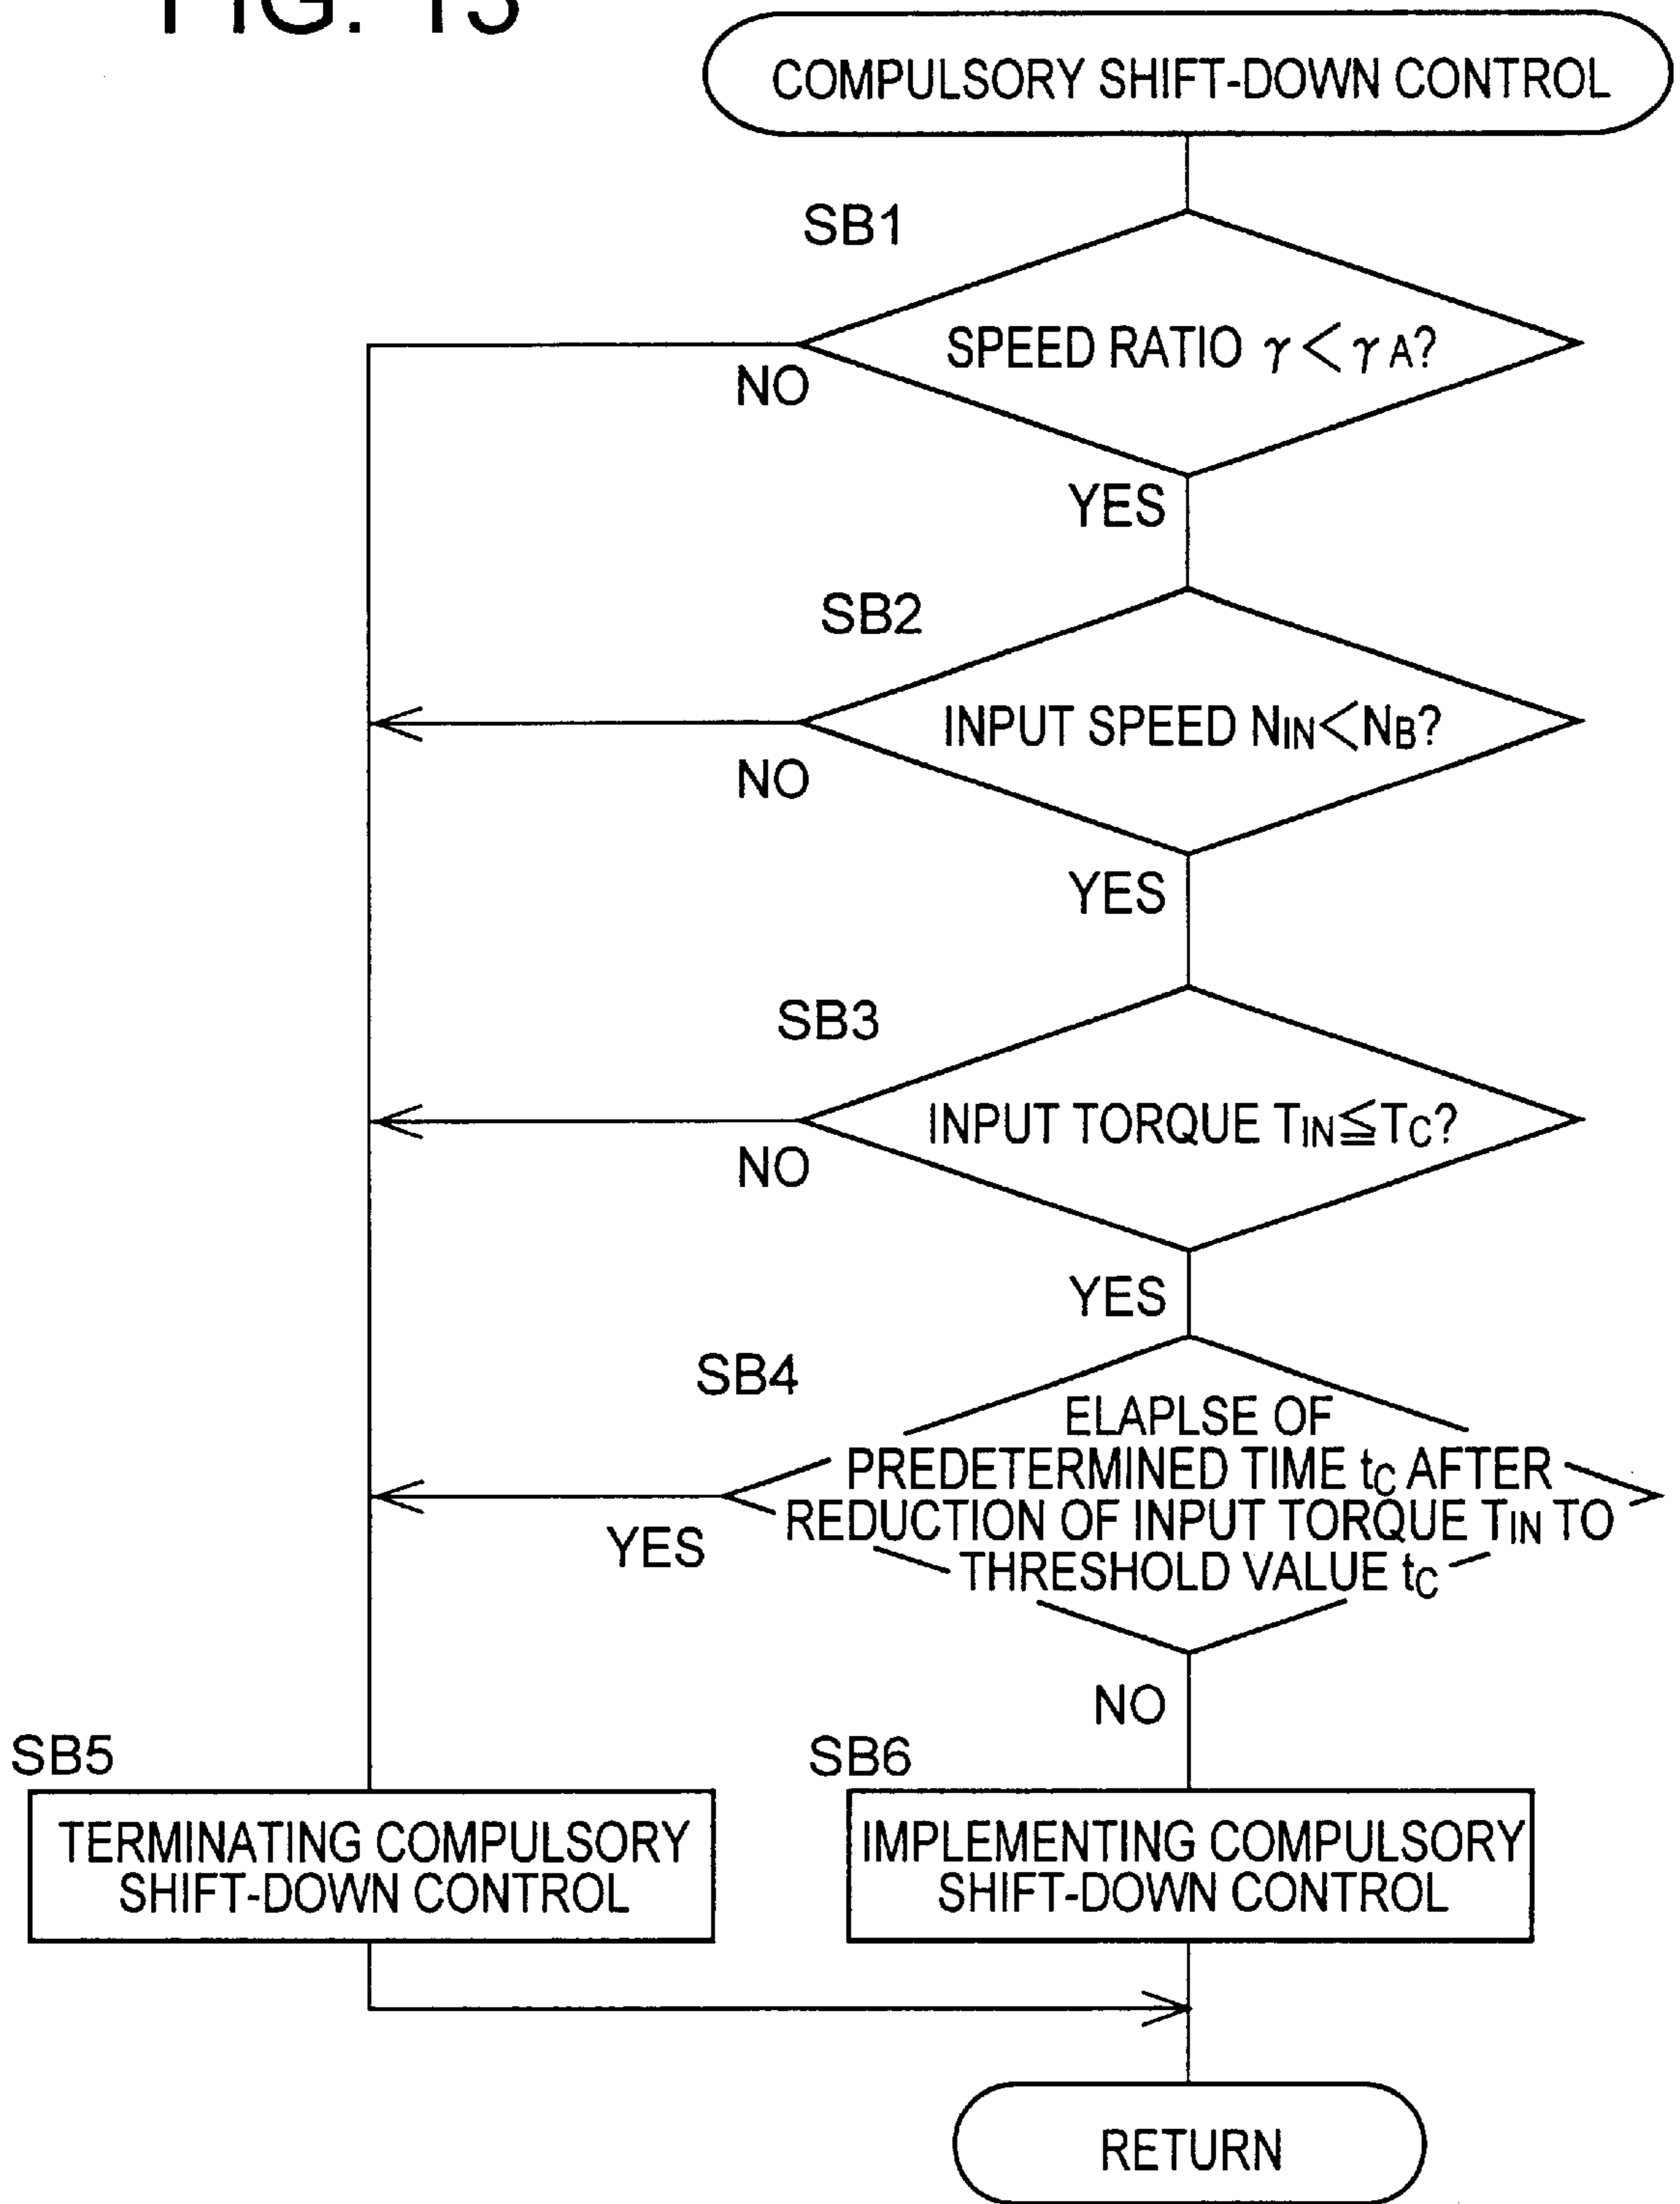 FIG.
COMPULSORY SHIFT-DOWN CONTROL
SB1
SPEED RATIO γ<γA?
NO
YES
SB2
INPUT SPEED NIN<NB?
NO
YES
SB3
INPUT TORQUE TIN≦TC?
NO
YES
SB4
ELAPLSE OF
PREDETERMINED TIME tC AFTER
REDUCTION OF INPUT TORQUE TIN TO
THRESHOLD VALUE tC
YES
NO
SB5
TERMINATING COMPULSORY
SHIFT-DOWN CONTROL
SB6
IMPLEMENTING COMPULSORY
SHIFT-DOWN CONTROL
RETURN